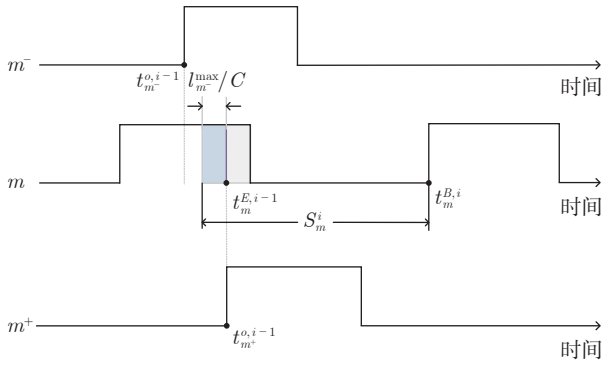 m⁻
时间
t_{m⁻}^{o,i−1} l_{m⁻}^{max}/C
m
时间
t_m^{E,i−1}
t_m^{B,i}
S_m^i
m⁺
时间
t_{m⁺}^{o,i−1}